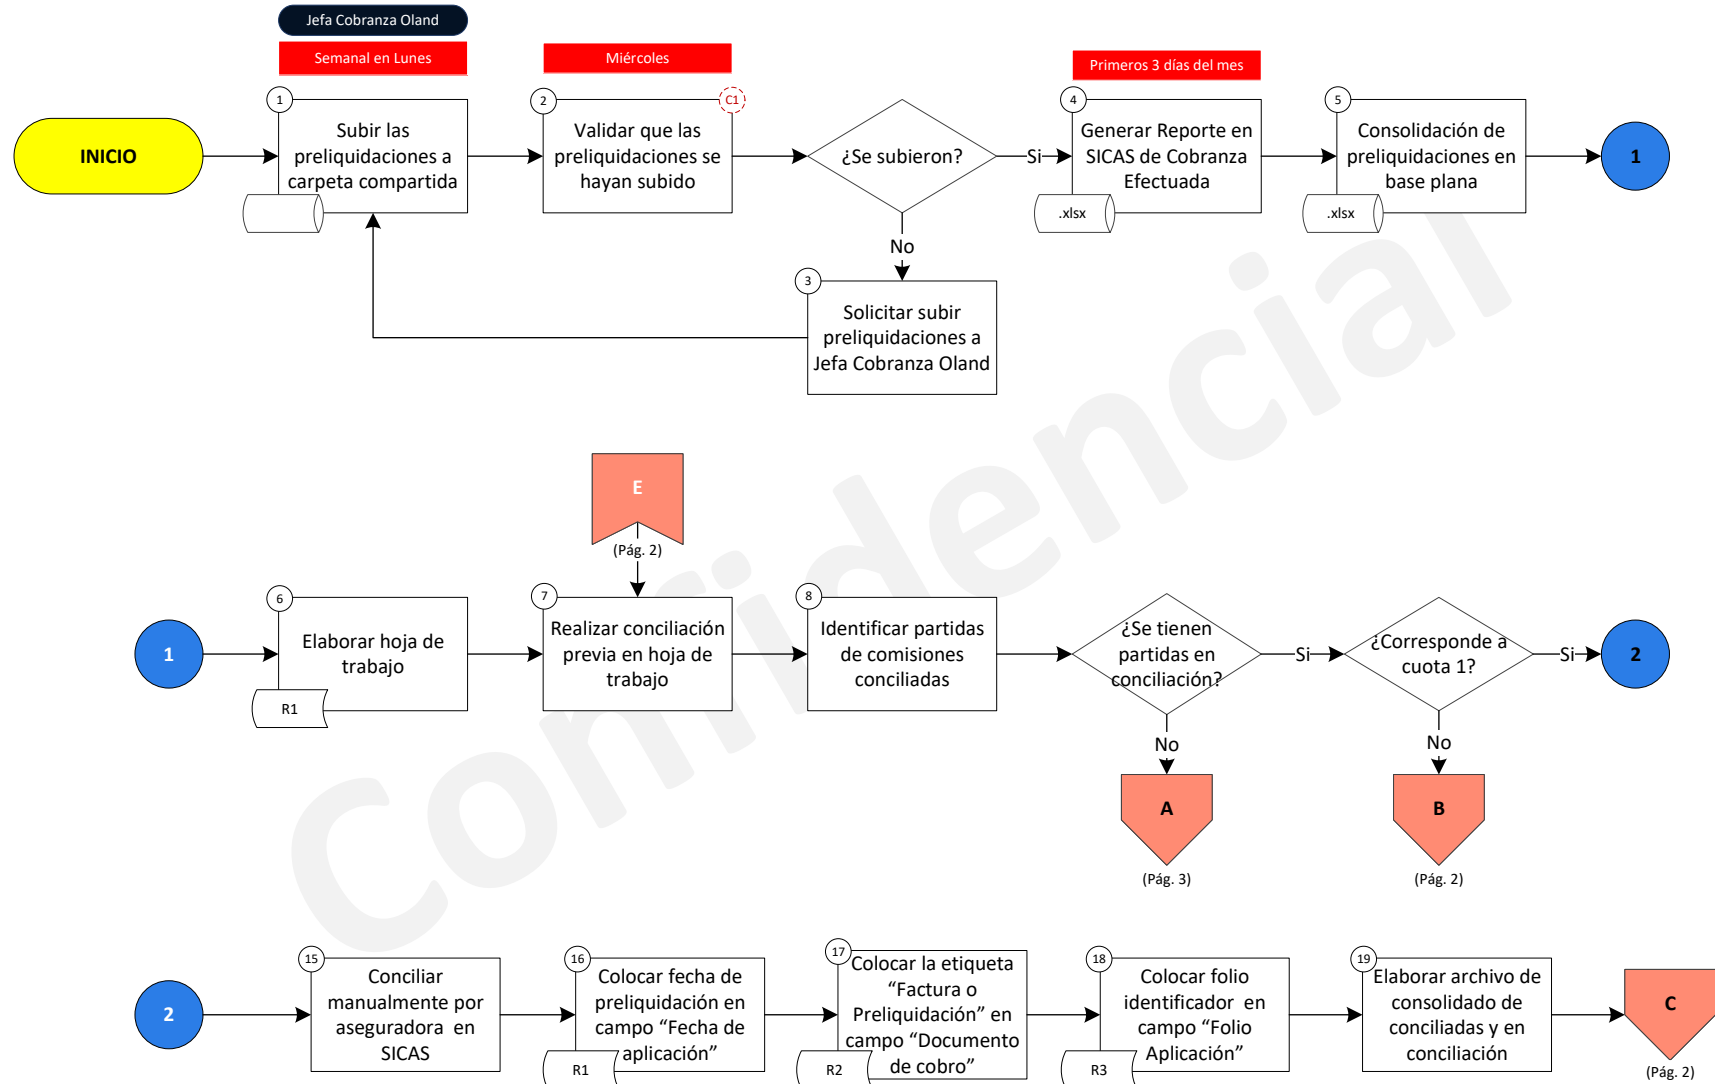 Jefa Cobranza Oland
Semanal en Lunes
Miércoles
Primeros 3 días del mes
INICIO
1
Subir las
preliquidaciones a
carpeta compartida
2
C1
Validar que las
preliquidaciones se
hayan subido
¿Se subieron?
Si
No
3
Solicitar subir
preliquidaciones a
Jefa Cobranza Oland
4
Generar Reporte en
SICAS de Cobranza
Efectuada
.xlsx
5
Consolidación de
preliquidaciones en
base plana
.xlsx
1
E
(Pág. 2)
1
6
Elaborar hoja de
trabajo
R1
7
Realizar conciliación
previa en hoja de
trabajo
8
Identificar partidas
de comisiones
conciliadas
¿Se tienen
partidas en
conciliación?
Si
No
A
(Pág. 3)
¿Corresponde a
cuota 1?
Si
No
B
(Pág. 2)
2
2
15
Conciliar
manualmente por
aseguradora en
SICAS
16
Colocar fecha de
preliquidación en
campo “Fecha de
aplicación”
R1
17
Colocar la etiqueta
“Factura o
Preliquidación” en
campo “Documento
de cobro”
R2
18
Colocar folio
identificador en
campo “Folio
Aplicación”
R3
19
Elaborar archivo de
consolidado de
conciliadas y en
conciliación
C
(Pág. 2)
Confidencial